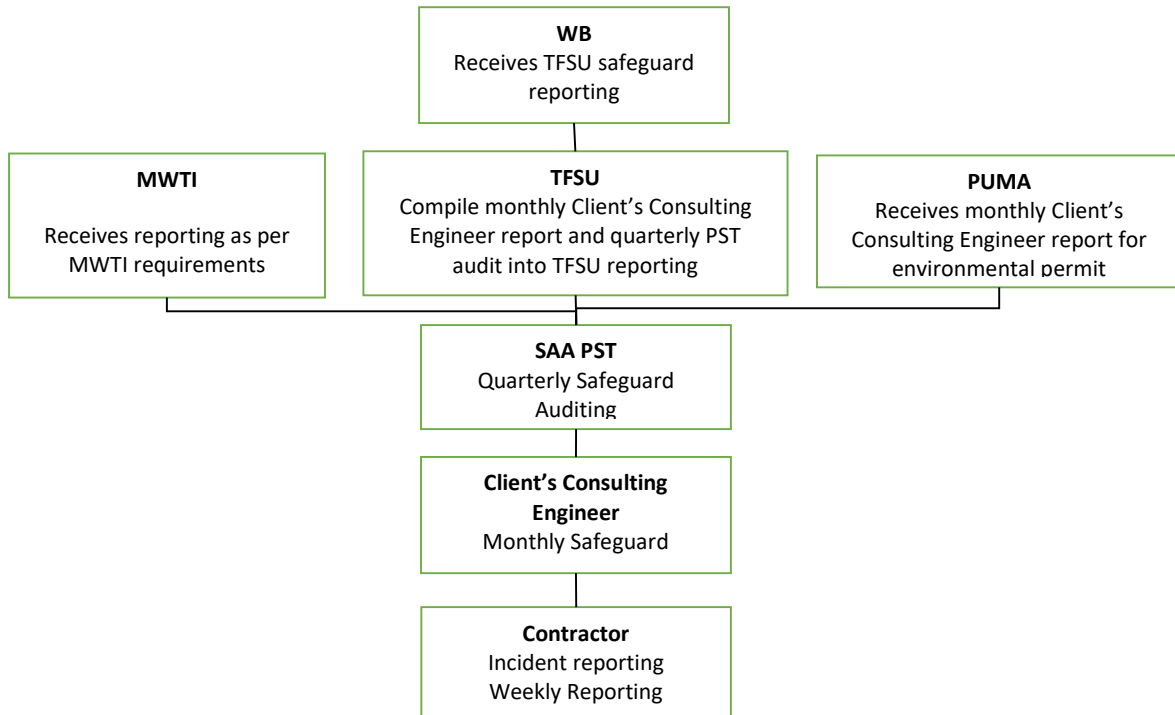 WB
Receives TFSU safeguard
reporting
MWTI
Receives reporting as per
MWTI requirements
TFSU
Compile monthly Client’s Consulting
Engineer report and quarterly PST
audit into TFSU reporting
PUMA
Receives monthly Client’s
Consulting Engineer report for
environmental permit
SAA PST
Quarterly Safeguard
Auditing
Client’s Consulting
Engineer
Monthly Safeguard
Contractor
Incident reporting
Weekly Reporting